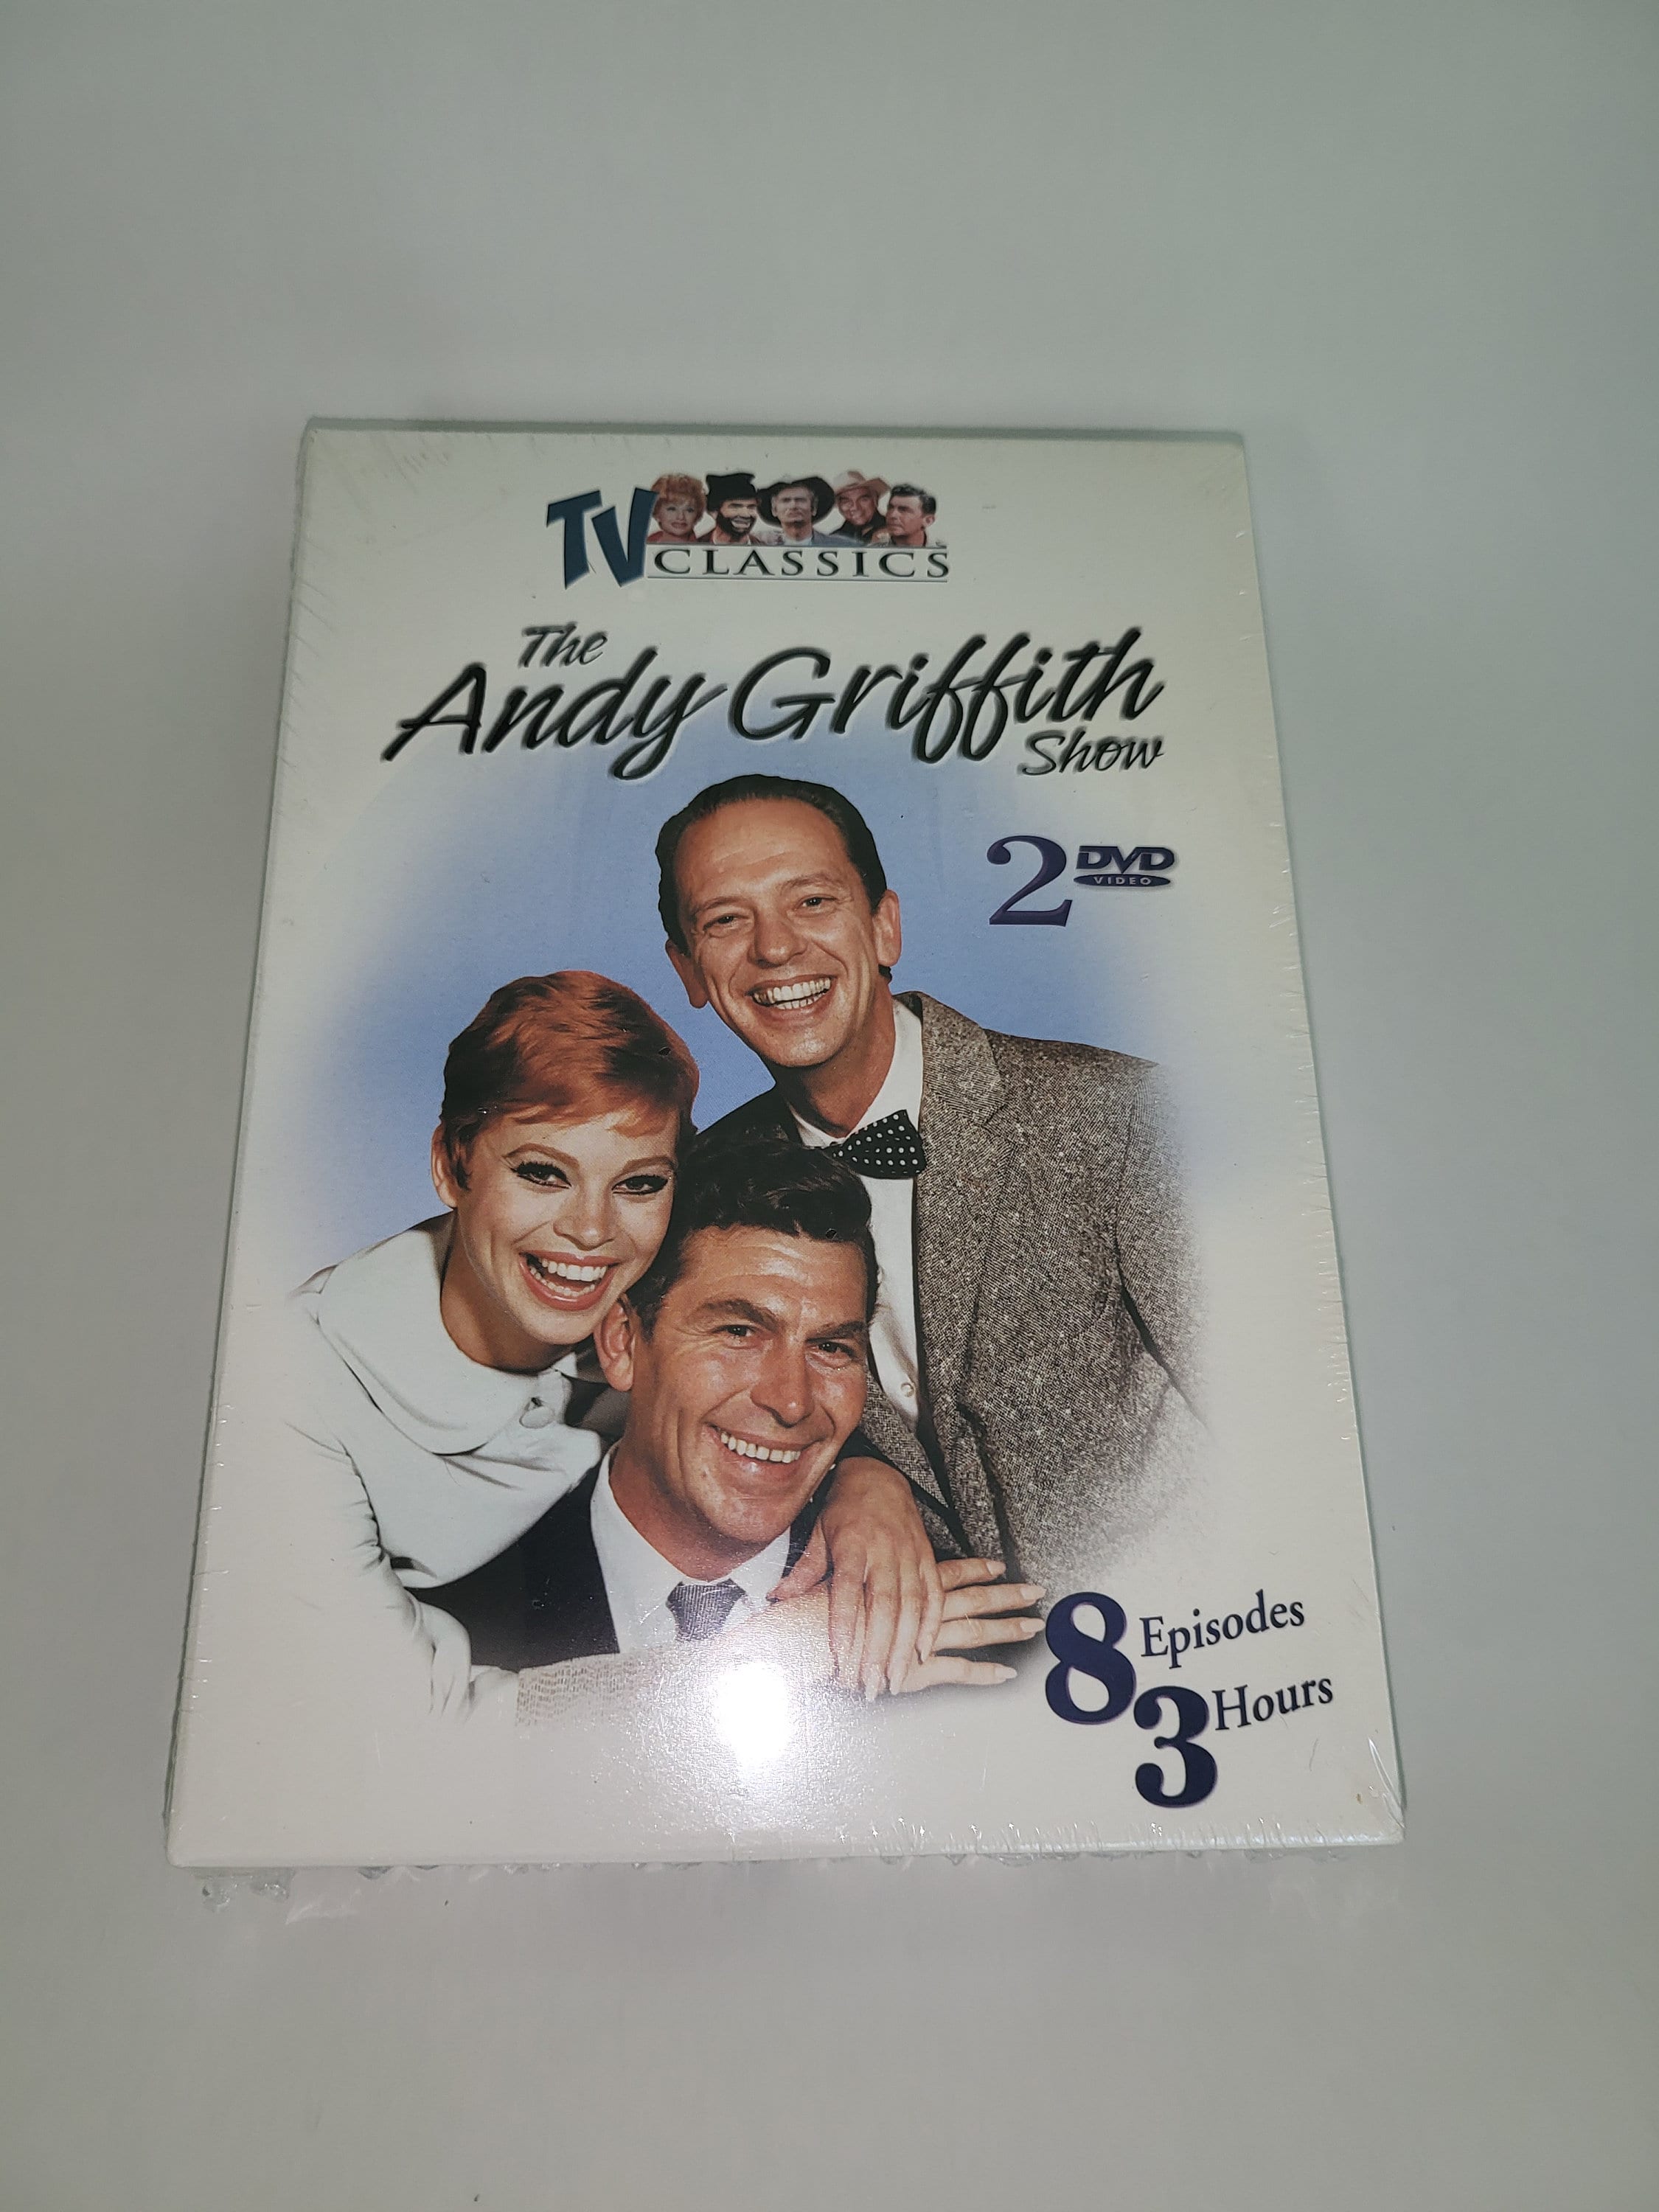 TV CLASSICS
The
Andy Griffith
Show
2 DVD
VIDEO
8 Episodes
3 Hours